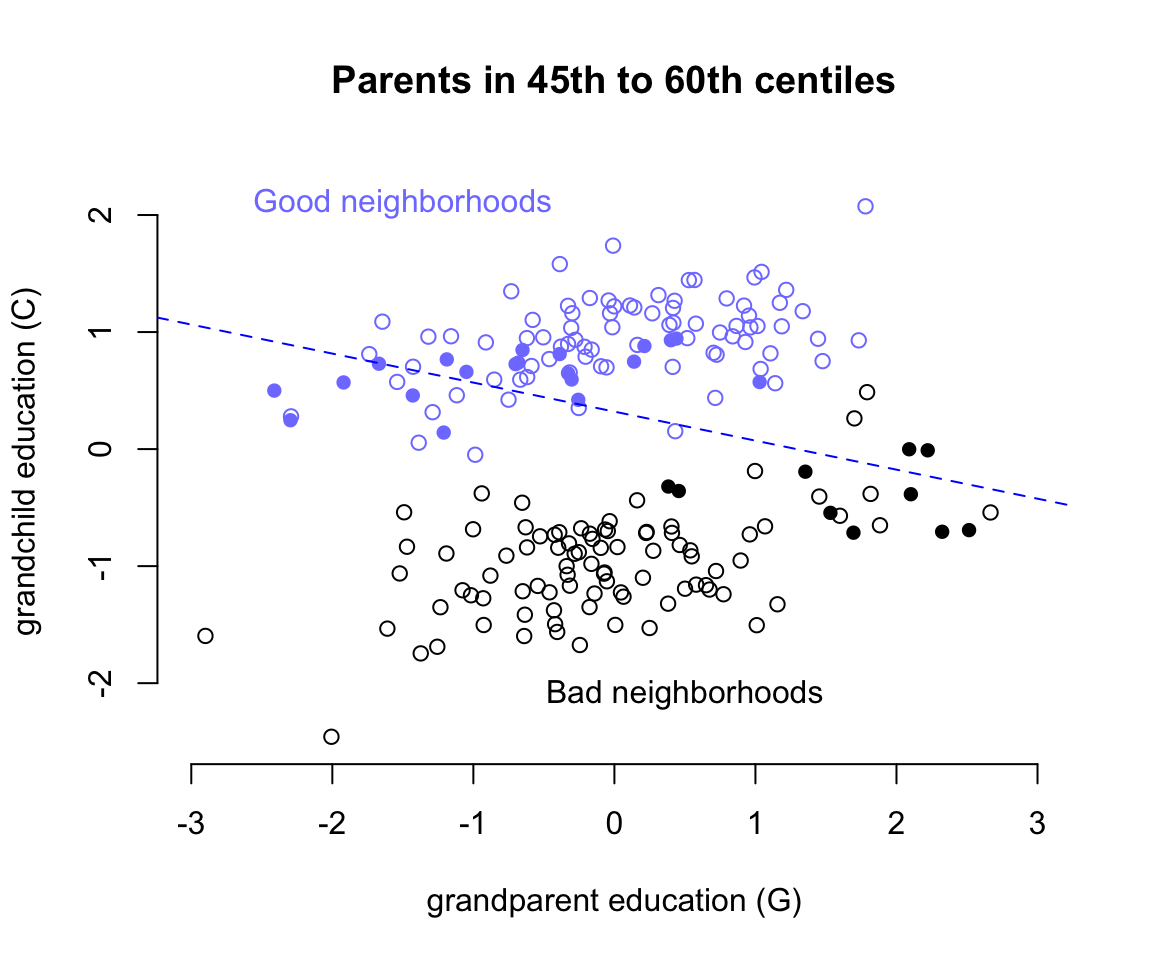 Parents in 45th to 60th centiles
Good neighborhoods
2
1
0
-1
-2
grandchild education (C)
Bad neighborhoods
-3 -2 -1 0 1 2 3
grandparent education (G)